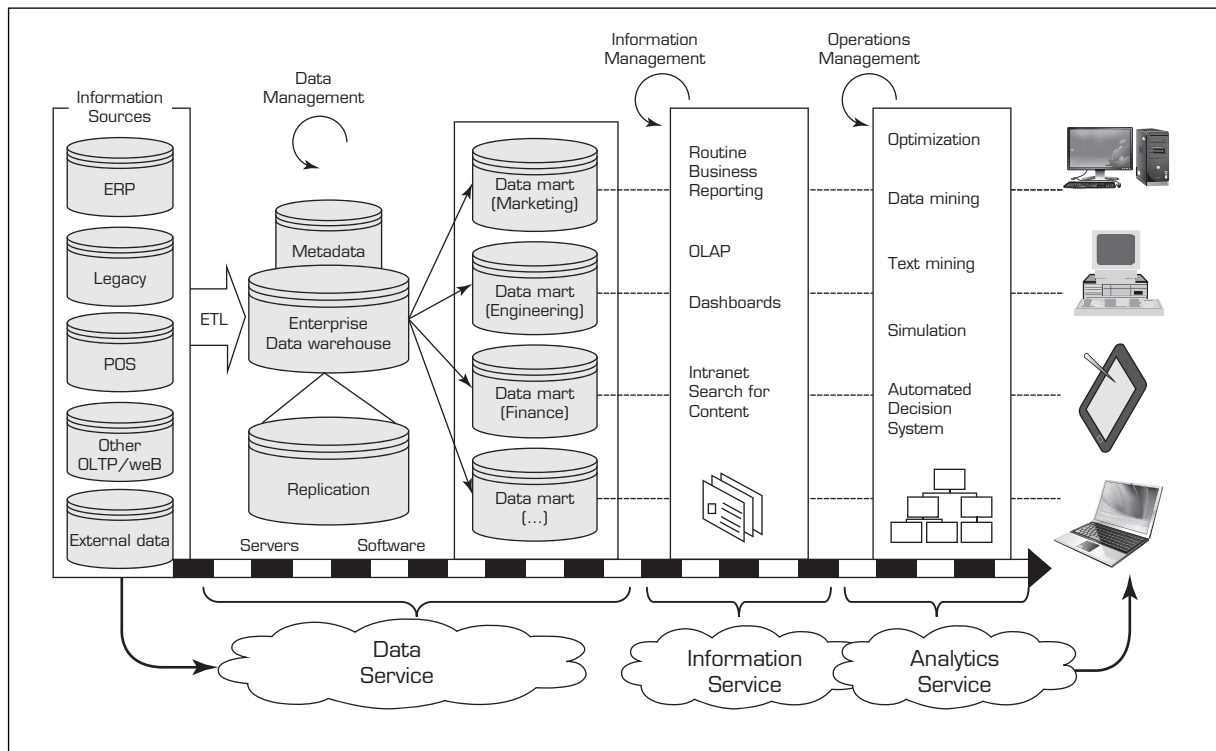 Information
Sources
ERP
Legacy
POS
Other
OLTP/weB
External data
ETL
Data
Management
Metadata
Enterprise
Data warehouse
Replication
Servers
Software
Data mart
(Marketing)
Data mart
(Engineering)
Data mart
(Finance)
Data mart
(...)
Information
Management
Routine
Business
Reporting
OLAP
Dashboards
Intranet
Search for
Content
Operations
Management
Optimization
Data mining
Text mining
Simulation
Automated
Decision
System
Data
Service
Information
Service
Analytics
Service